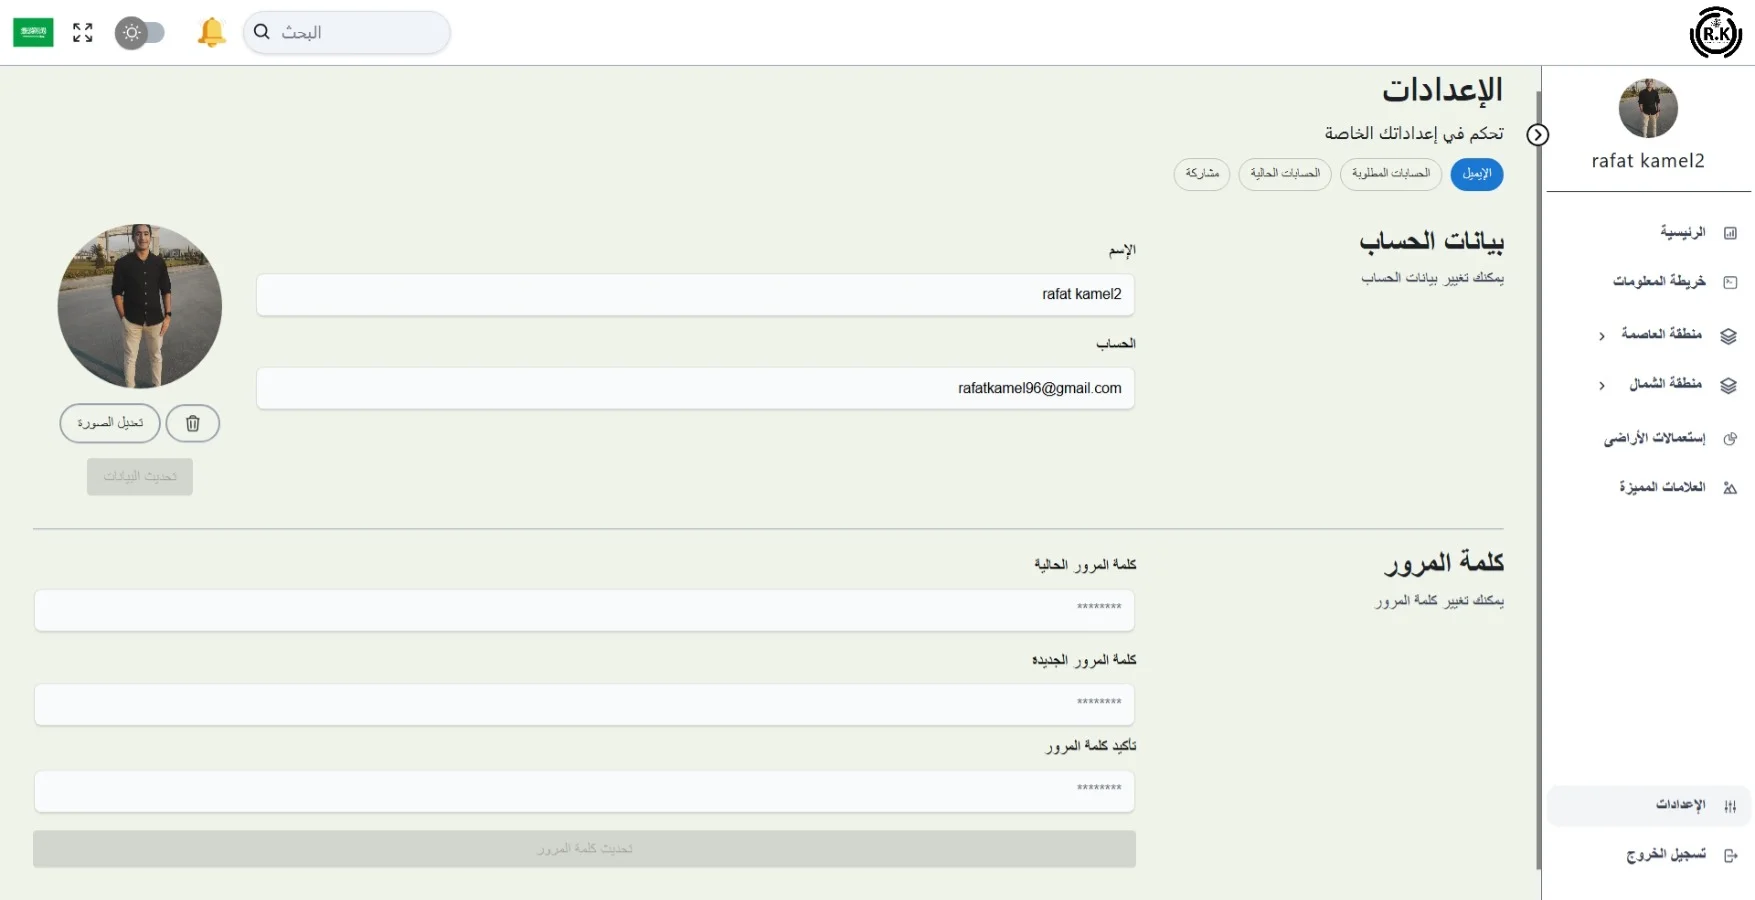 البحث
R.K
rafat kamel2
الرئيسية
خريطة المعلومات
منطقة العاصمة
منطقة الشمال
إستعمالات الأراضى
العلامات المميزة
الإعدادات
تسجيل الخروج
الإعدادات
تحكم في إعداداتك الخاصة
الإيميل
الحسابات المطلوبة
الحسابات الحالية
مشاركة
بيانات الحساب
يمكنك تغيير بيانات الحساب
الإسم
rafat kamel2
الحساب
rafatkamel96@gmail.com
تعديل الصورة
تحديث البيانات
كلمة المرور
يمكنك تغيير كلمة المرور
كلمة المرور الحالية
********
كلمة المرور الجديدة
********
تأكيد كلمة المرور
********
تحديث كلمة المرور